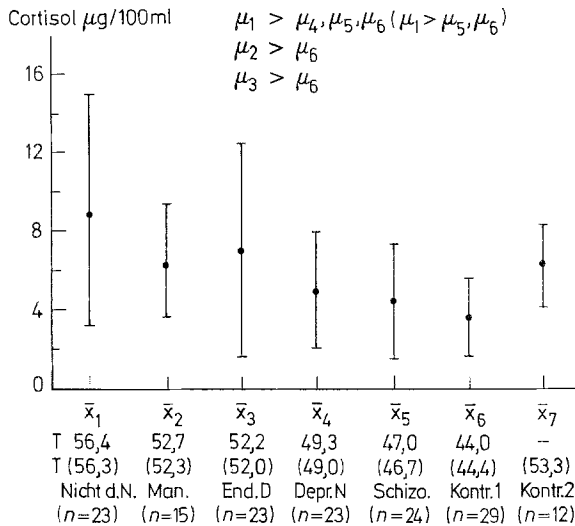 Cortisol μg/100ml
μ₁ > μ₄,μ₅,μ₆ (μ₁ > μ₅,μ₆)
μ₂ > μ₆
μ₃ > μ₆
16
12
8
4
0
x̄₁ x̄₂ x̄₃ x̄₄ x̄₅ x̄₆ x̄₇
T 56,4 52,7 52,2 49,3 47,0 44,0 –
T (56,3) (52,3) (52,0) (49,0) (46,7) (44,4) (53,3)
Nicht d.N. Man. End.D Depr.N Schizo. Kontr.1 Kontr.2
(n=23) (n=15) (n=23) (n=23) (n=24) (n=29) (n=12)